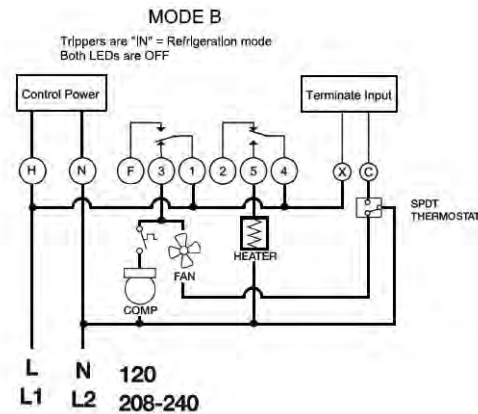 MODE B
Trippers are "IN" = Refrigeration mode
Both LEDs are OFF
Control Power
Terminate Input
H N F 3 1 2 5 4 X C
SPDT
THERMOSTAT
HEATER
FAN
COMP
L N 120
L1 L2 208-240